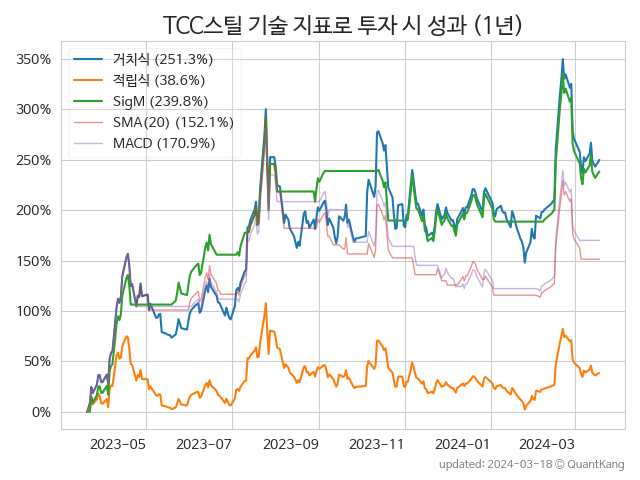 TCC스틸 기술 지표로 투자 시 성과 (1년)
거치식 (251.3%)
적립식 (38.6%)
SigM (239.8%)
SMA(20) (152.1%)
MACD (170.9%)
350%
300%
250%
200%
150%
100%
50%
0%
2023-05 2023-07 2023-09 2023-11 2024-01 2024-03
updated: 2024-03-18 © QuantKang